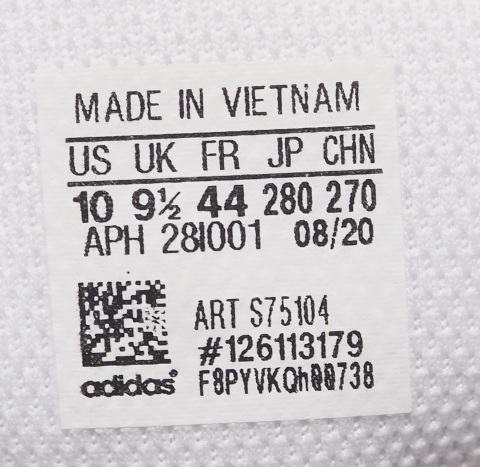 MADE IN VIETNAM
US UK FR JP CHN
10 9½ 44 280 270
APH 28I001 08/20
ART S75104
#126113179
adidas®